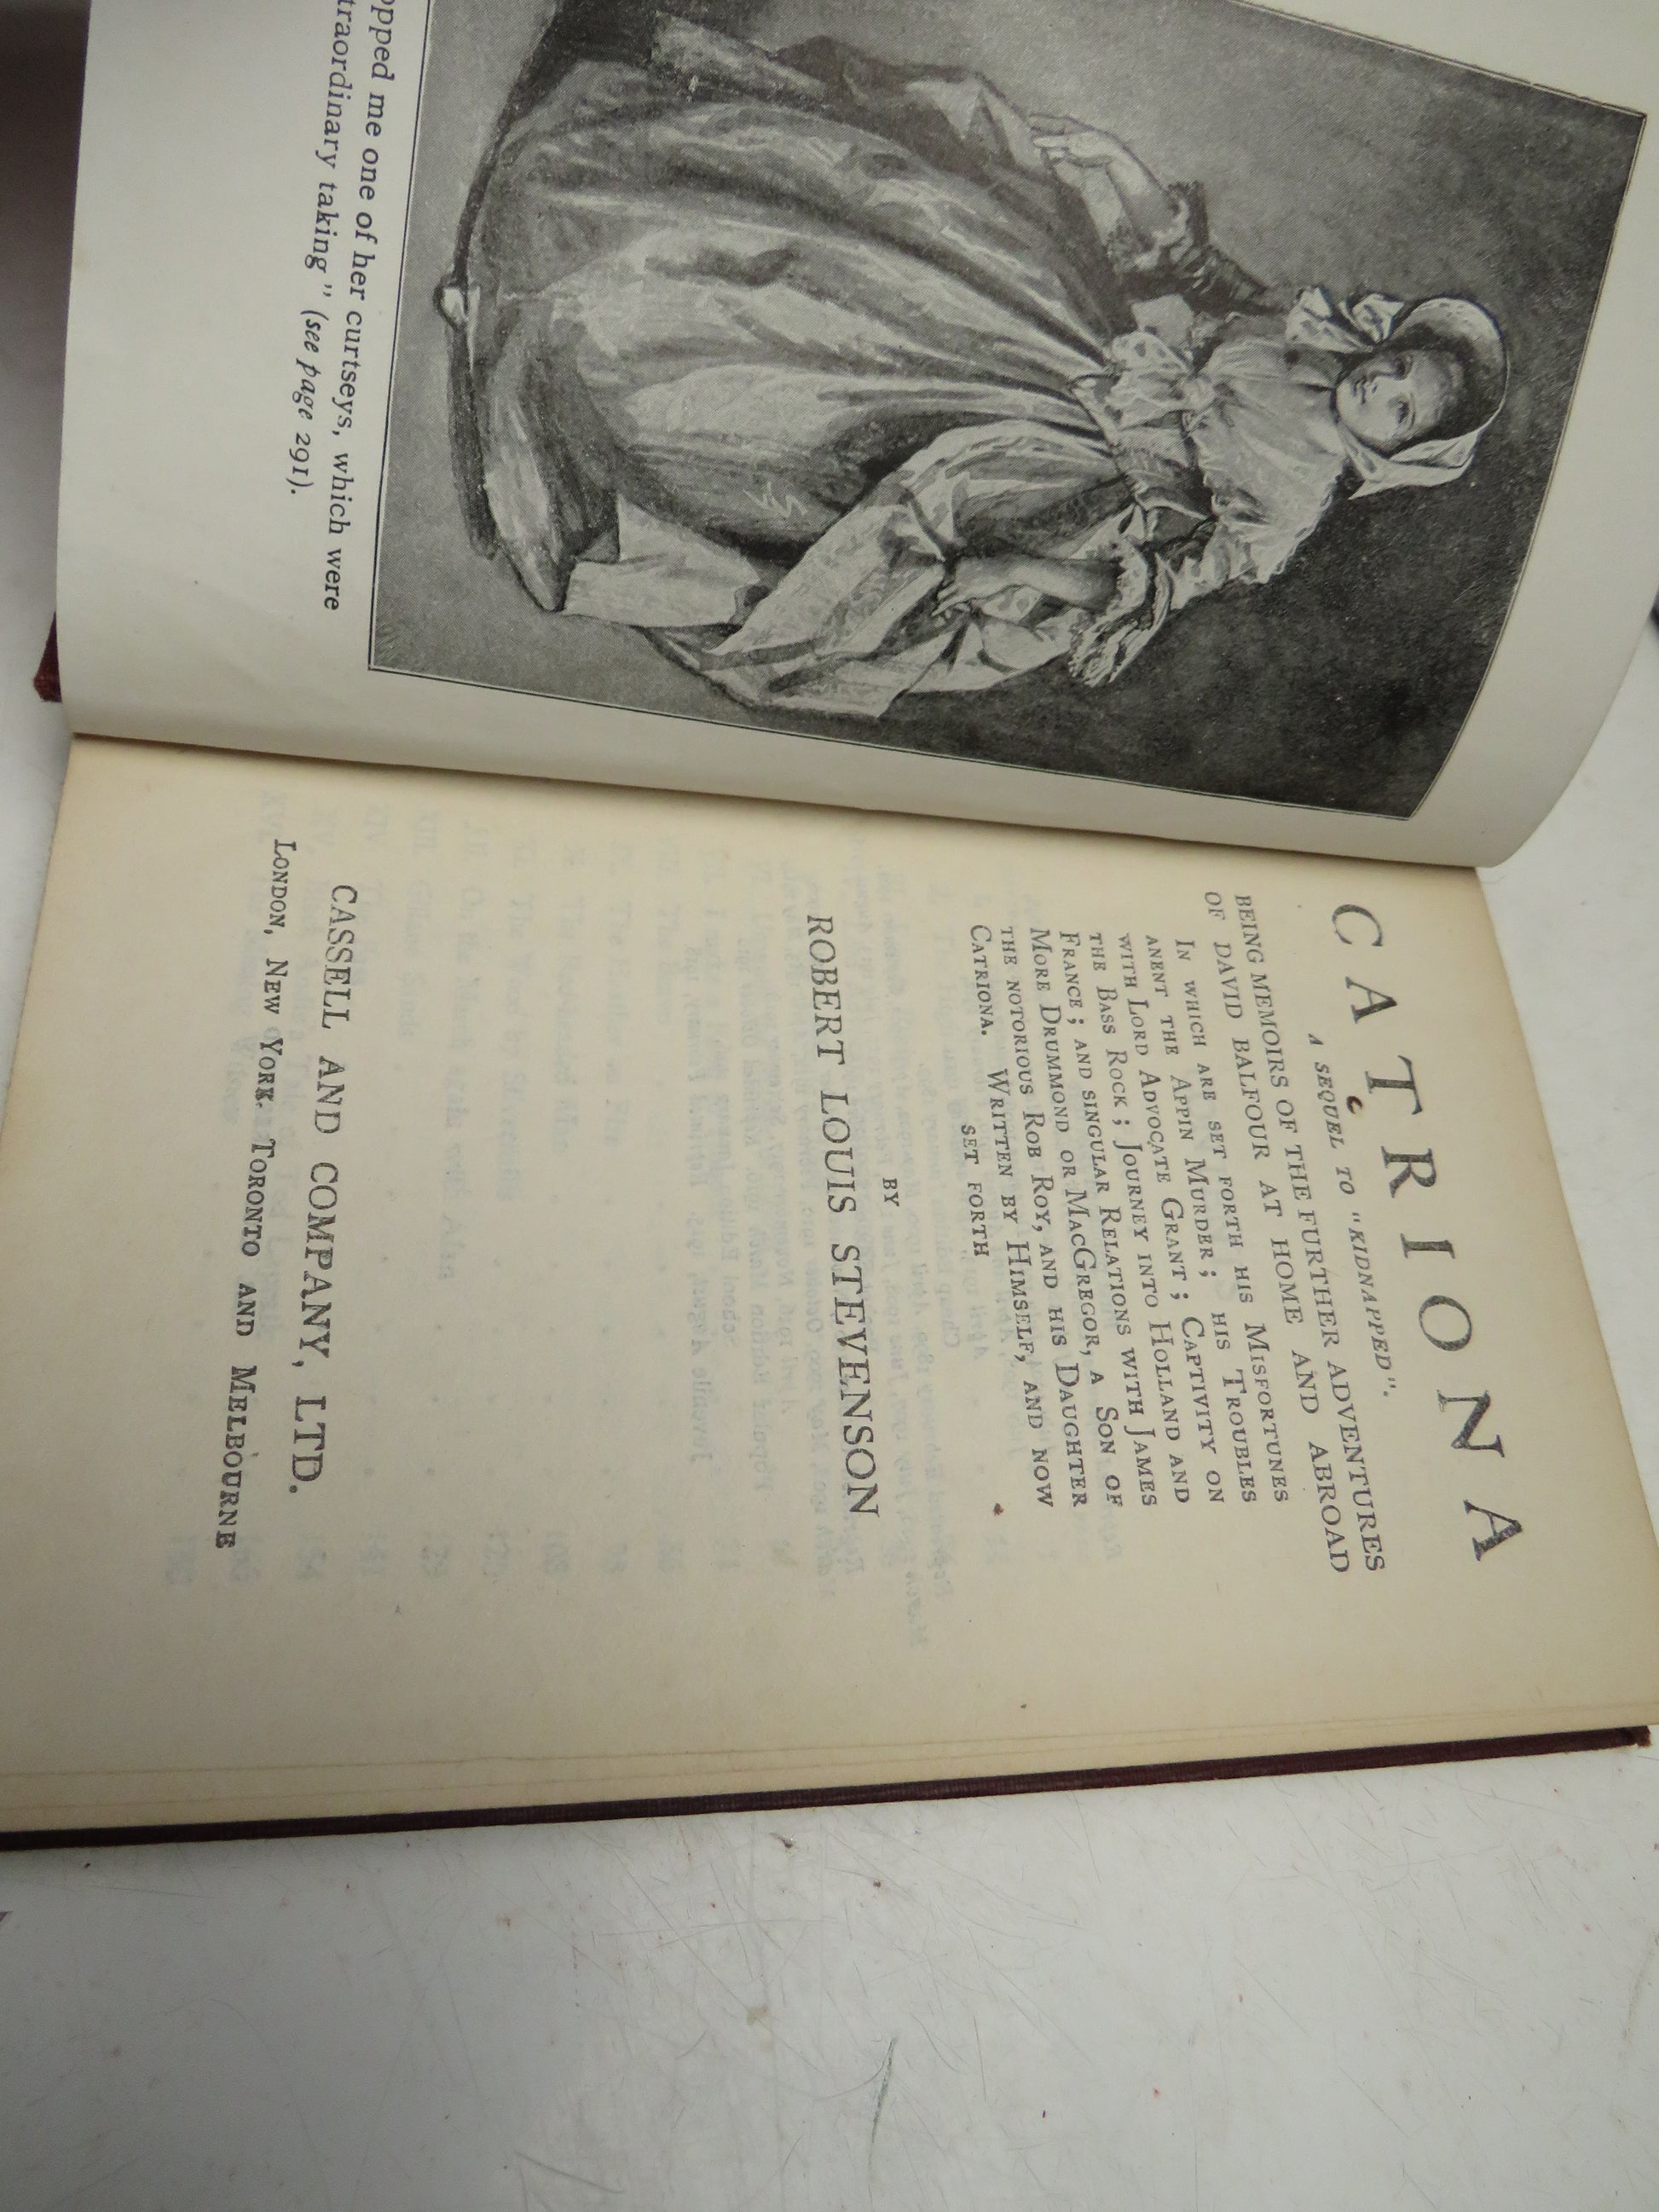 opped me one of her curtseys, which were
traordinary taking" (see page 291).
CATRIONA
A SEQUEL TO "KIDNAPPED".
BEING MEMOIRS OF THE FURTHER ADVENTURES
OF DAVID BALFOUR AT HOME AND ABROAD
IN WHICH ARE SET FORTH HIS MISFORTUNES
ANENT THE APPIN MURDER; HIS TROUBLES
WITH LORD ADVOCATE GRANT; CAPTIVITY ON
THE BASS ROCK; JOURNEY INTO HOLLAND AND
FRANCE; AND SINGULAR RELATIONS WITH JAMES
MORE DRUMMOND OR MACGREGOR, A SON OF
THE NOTORIOUS ROB ROY, AND HIS DAUGHTER
CATRIONA. WRITTEN BY HIMSELF, AND NOW
SET FORTH
BY
ROBERT LOUIS STEVENSON
CASSELL AND COMPANY, LTD.
LONDON, NEW YORK. TORONTO AND MELBOURNE